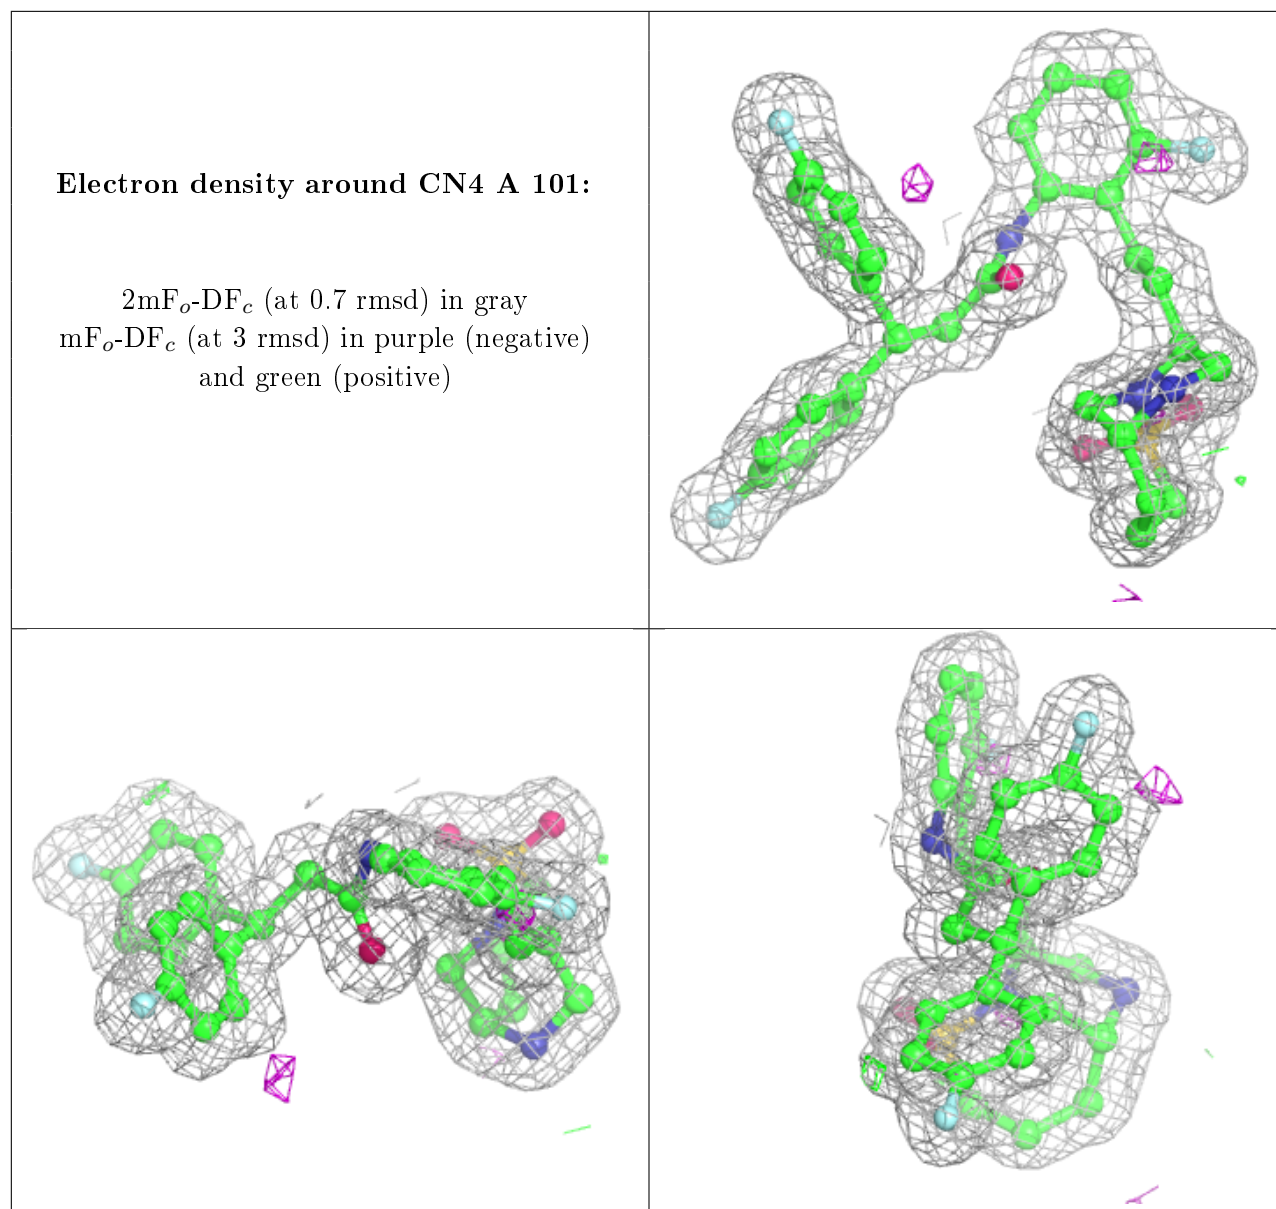 Electron density around CN4 A 101:
2mFo-DFc (at 0.7 rmsd) in gray
mFo-DFc (at 3 rmsd) in purple (negative)
and green (positive)